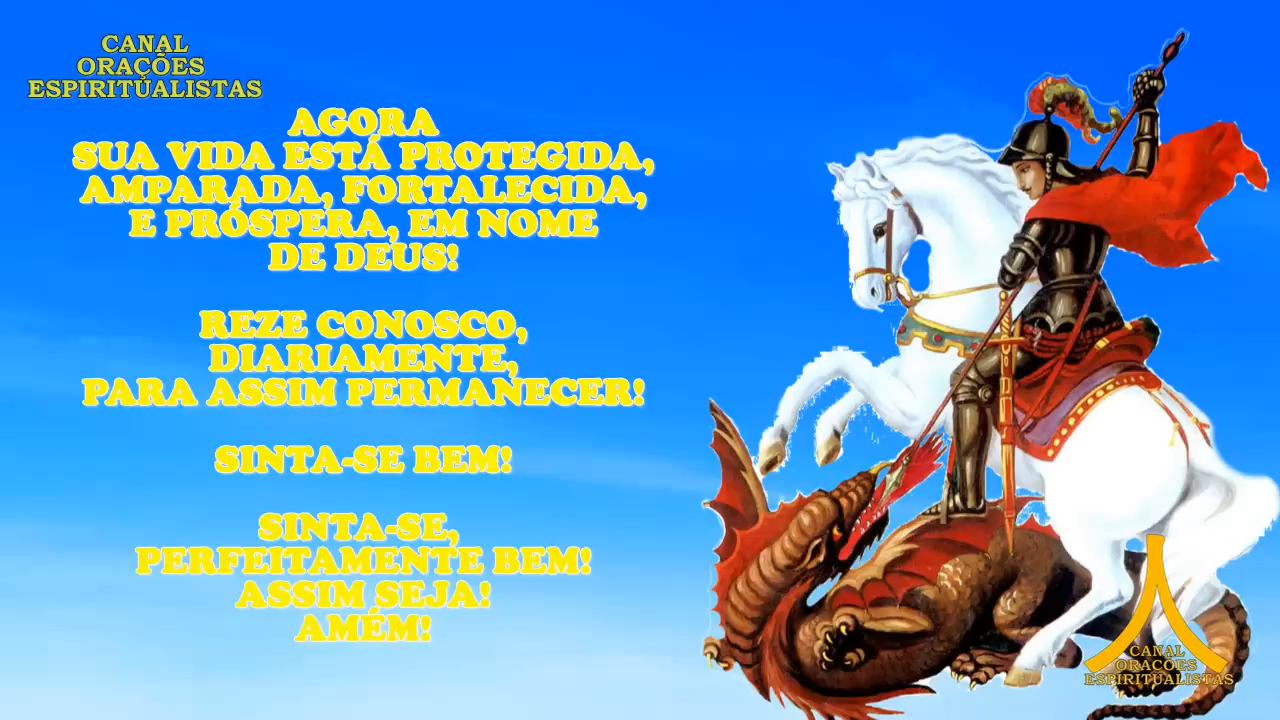 CANAL
ORAÇÕES
ESPIRITUALISTAS
AGORA
SUA VIDA ESTÁ PROTEGIDA,
AMPARADA, FORTALECIDA,
E PRÓSPERA, EM NOME
DE DEUS!
REZE CONOSCO,
DIARIAMENTE,
PARA ASSIM PERMANECER!
SINTA-SE BEM!
SINTA-SE,
PERFEITAMENTE BEM!
ASSIM SEJA!
AMÉM!
CANAL
ORAÇÕES
ESPIRITUALISTAS